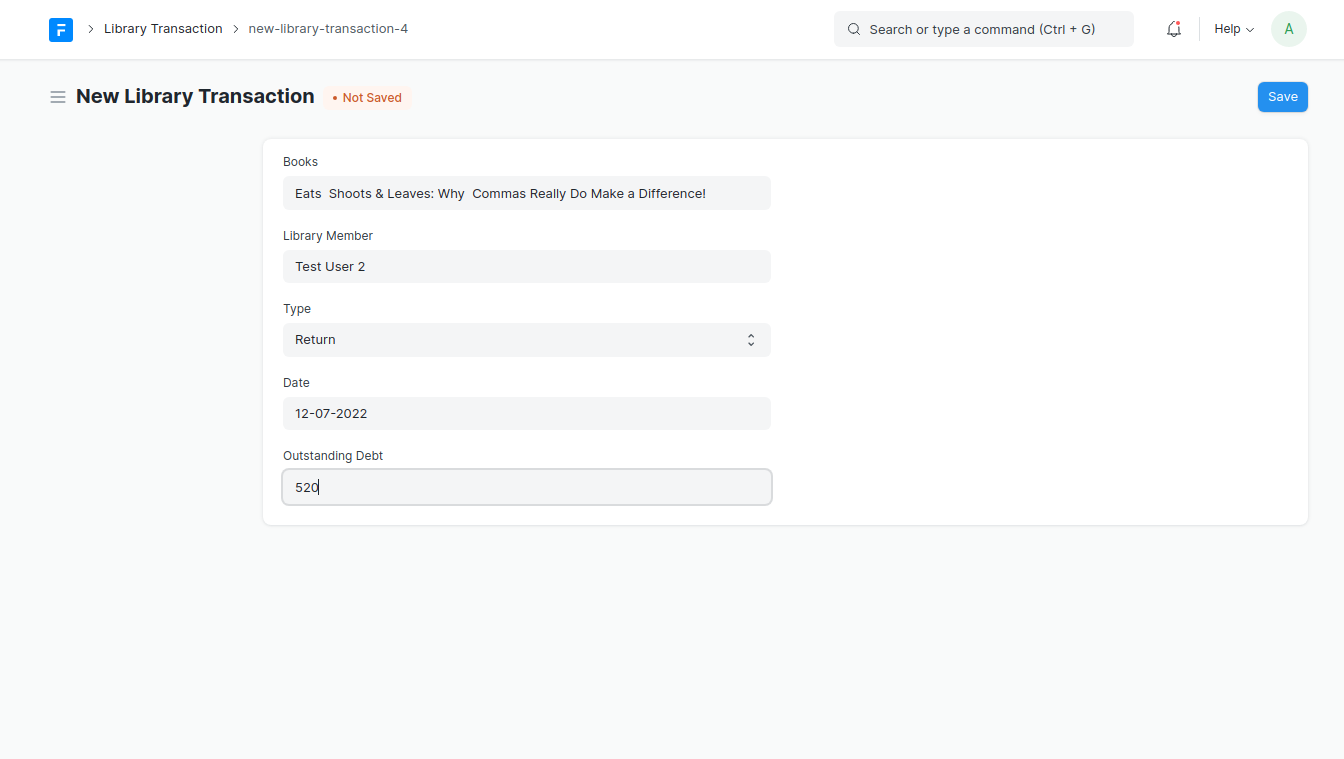 Library Transaction new-library-transaction-4 Search or type a command (Ctrl + G) Help A
New Library Transaction • Not Saved Save
Books
Eats  Shoots & Leaves: Why  Commas Really Do Make a Difference!
Library Member
Test User 2
Type
Return
Date
12-07-2022
Outstanding Debt
520